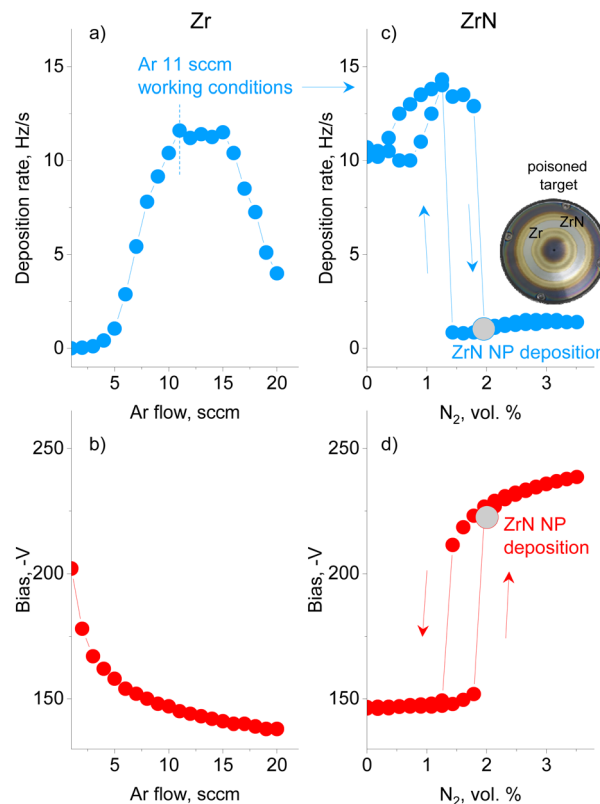 Zr
ZrN
a)
Ar 11 sccm
working conditions
Deposition rate, Hz/s
15
10
5
0
5
10
15
20
Ar flow, sccm
c)
Deposition rate, Hz/s
15
10
5
0
poisoned
target
Zr
ZrN
ZrN NP deposition
0
1
2
3
N₂, vol. %
b)
Bias, -V
250
200
150
5
10
15
20
Ar flow, sccm
d)
Bias, -V
250
200
150
ZrN NP
deposition
0
1
2
3
N₂, vol. %